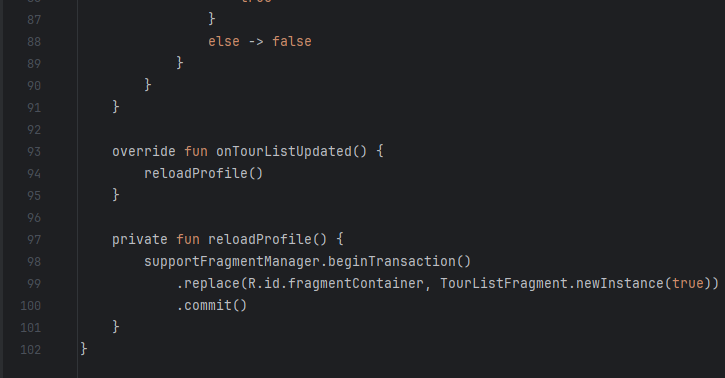 87 }
88 else -> false
89 }
90 }
91 }
92
93 override fun onTourListUpdated() {
94 reloadProfile()
95 }
96
97 private fun reloadProfile() {
98 supportFragmentManager.beginTransaction()
99 .replace(R.id.fragmentContainer, TourListFragment.newInstance(true))
100 .commit()
101 }
102 }